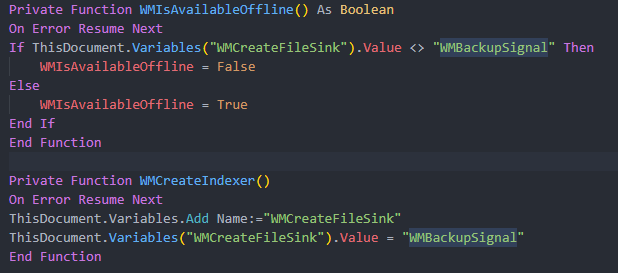 Private Function WMIsAvailableOffline() As Boolean
On Error Resume Next
If ThisDocument.Variables("WMCreateFileSink").Value <> "WMBackupSignal" Then
    WMIsAvailableOffline = False
Else
    WMIsAvailableOffline = True
End If
End Function

Private Function WMCreateIndexer()
On Error Resume Next
ThisDocument.Variables.Add Name:="WMCreateFileSink"
ThisDocument.Variables("WMCreateFileSink").Value = "WMBackupSignal"
End Function